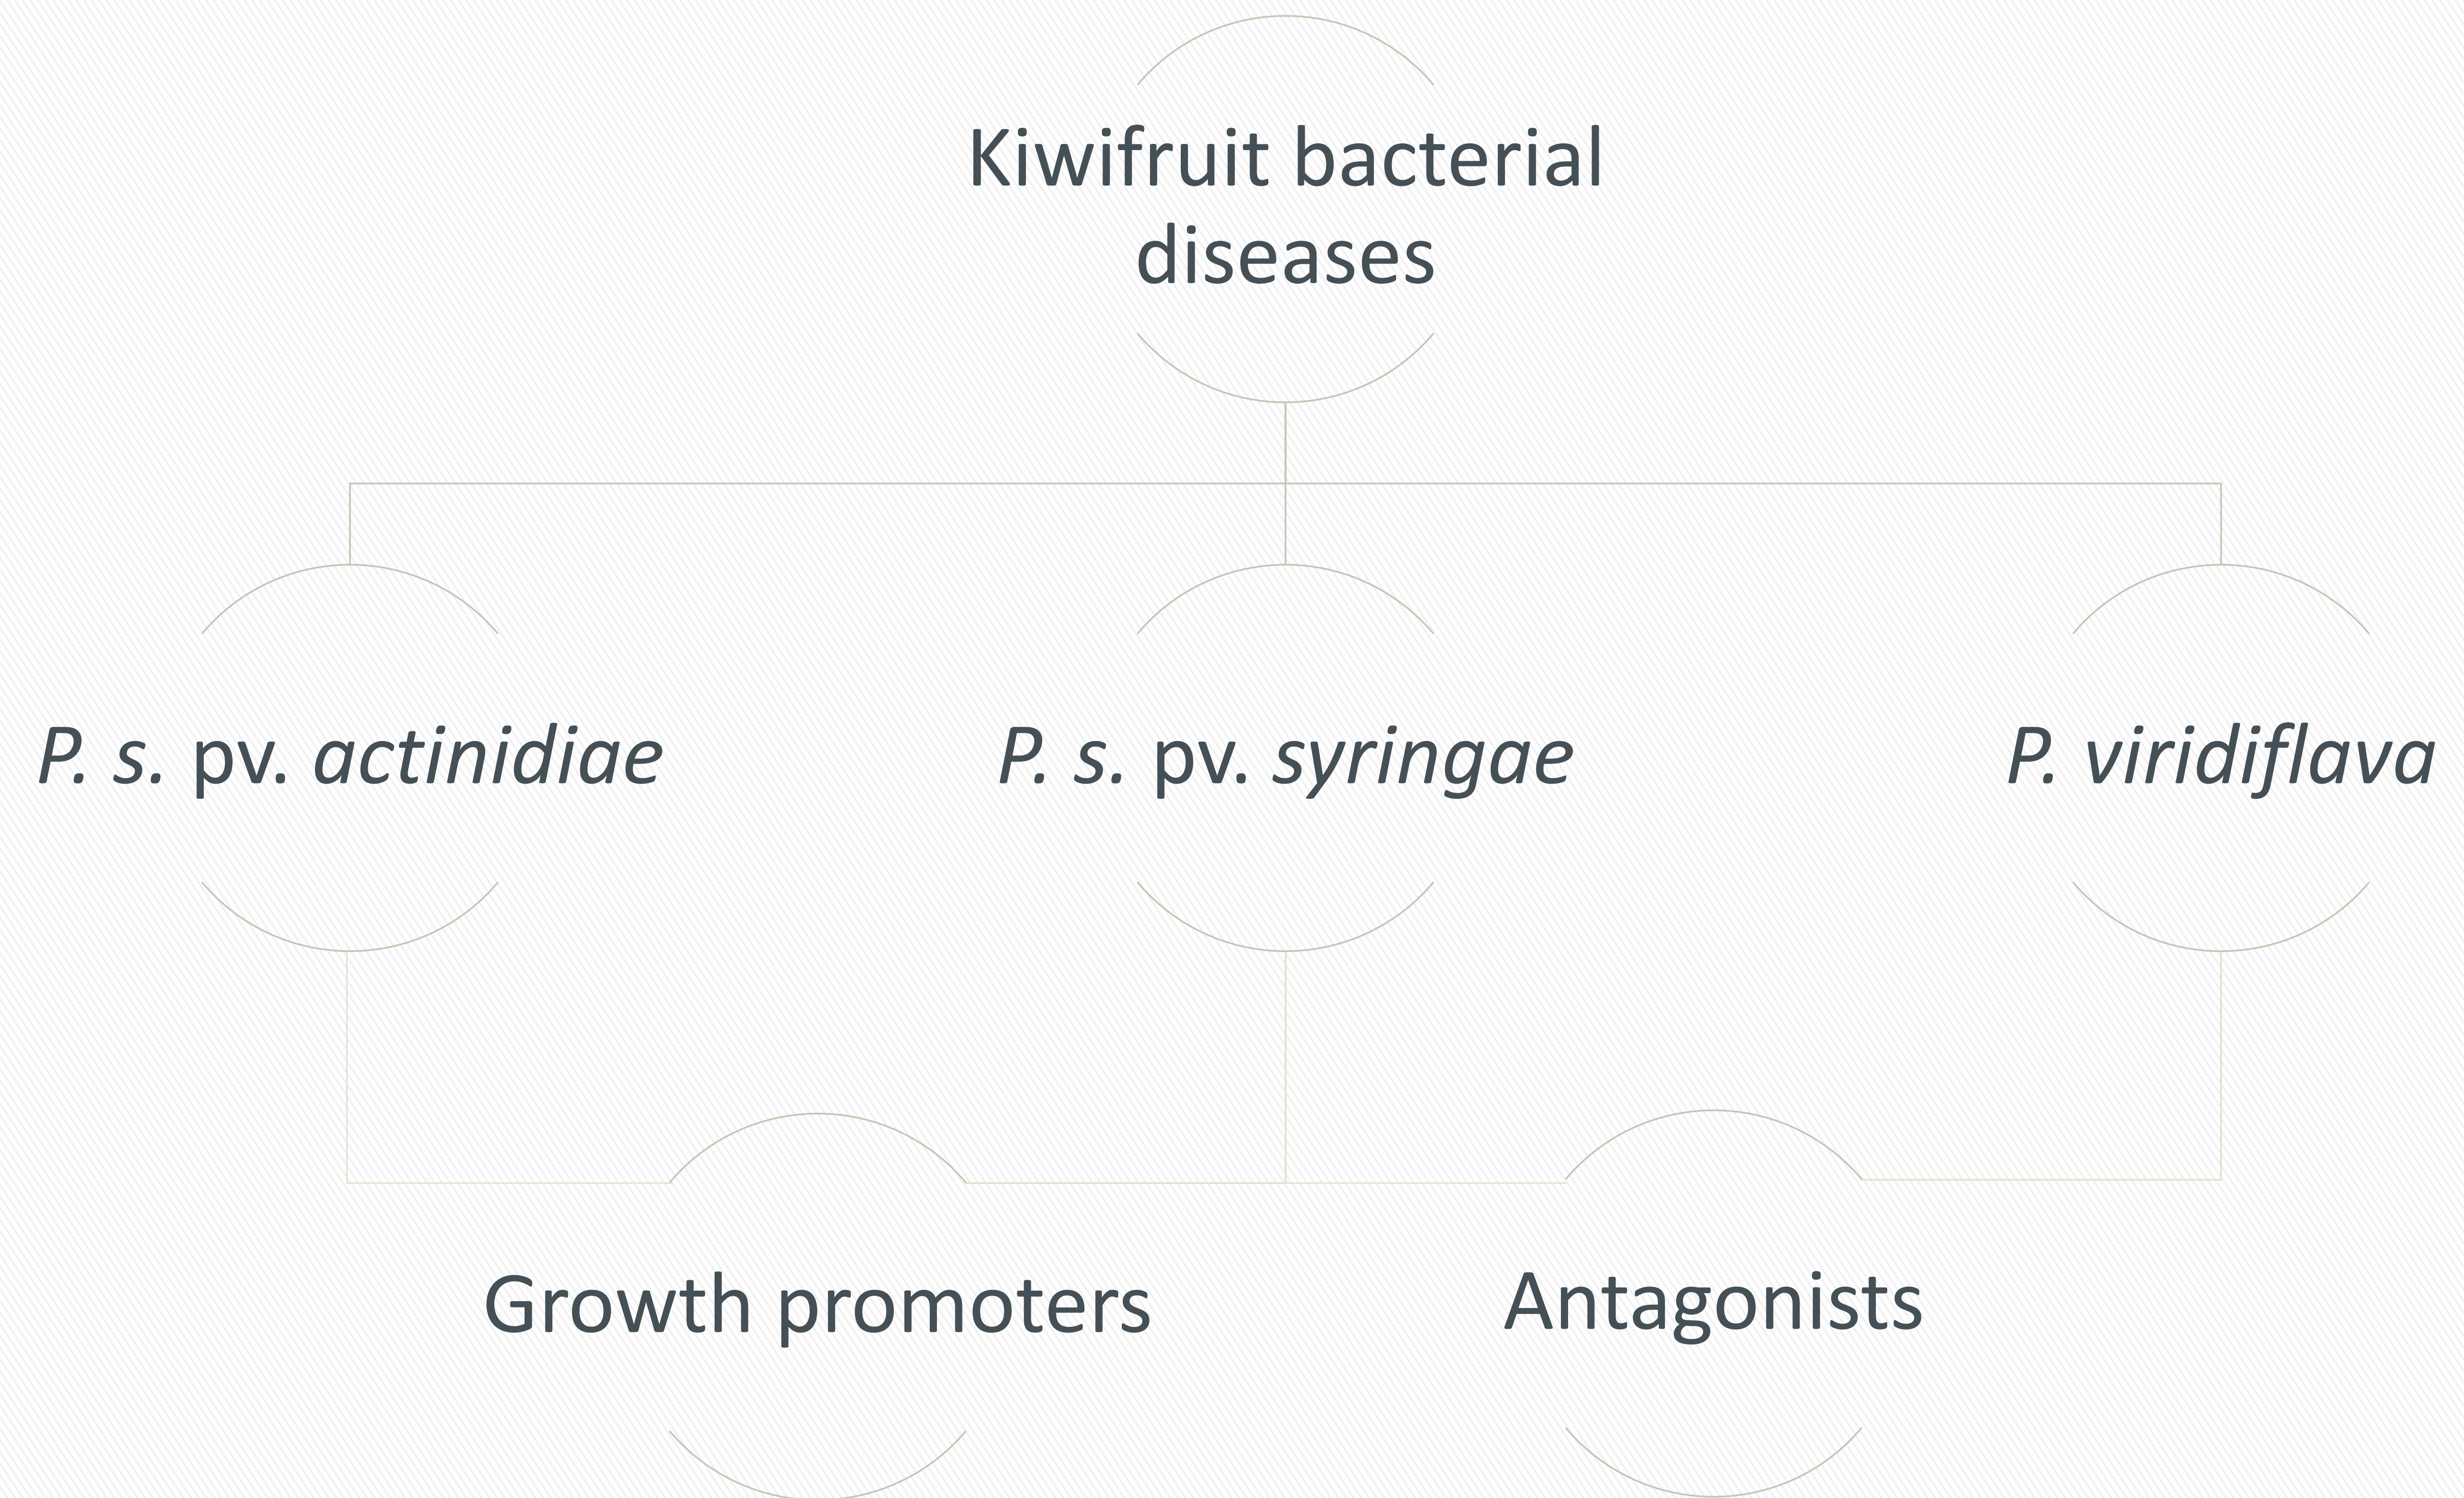 Kiwifruit bacterial
diseases
P. s. pv. actinidiae
P. s. pv. syringae
P. viridiflava
Growth promoters
Antagonists